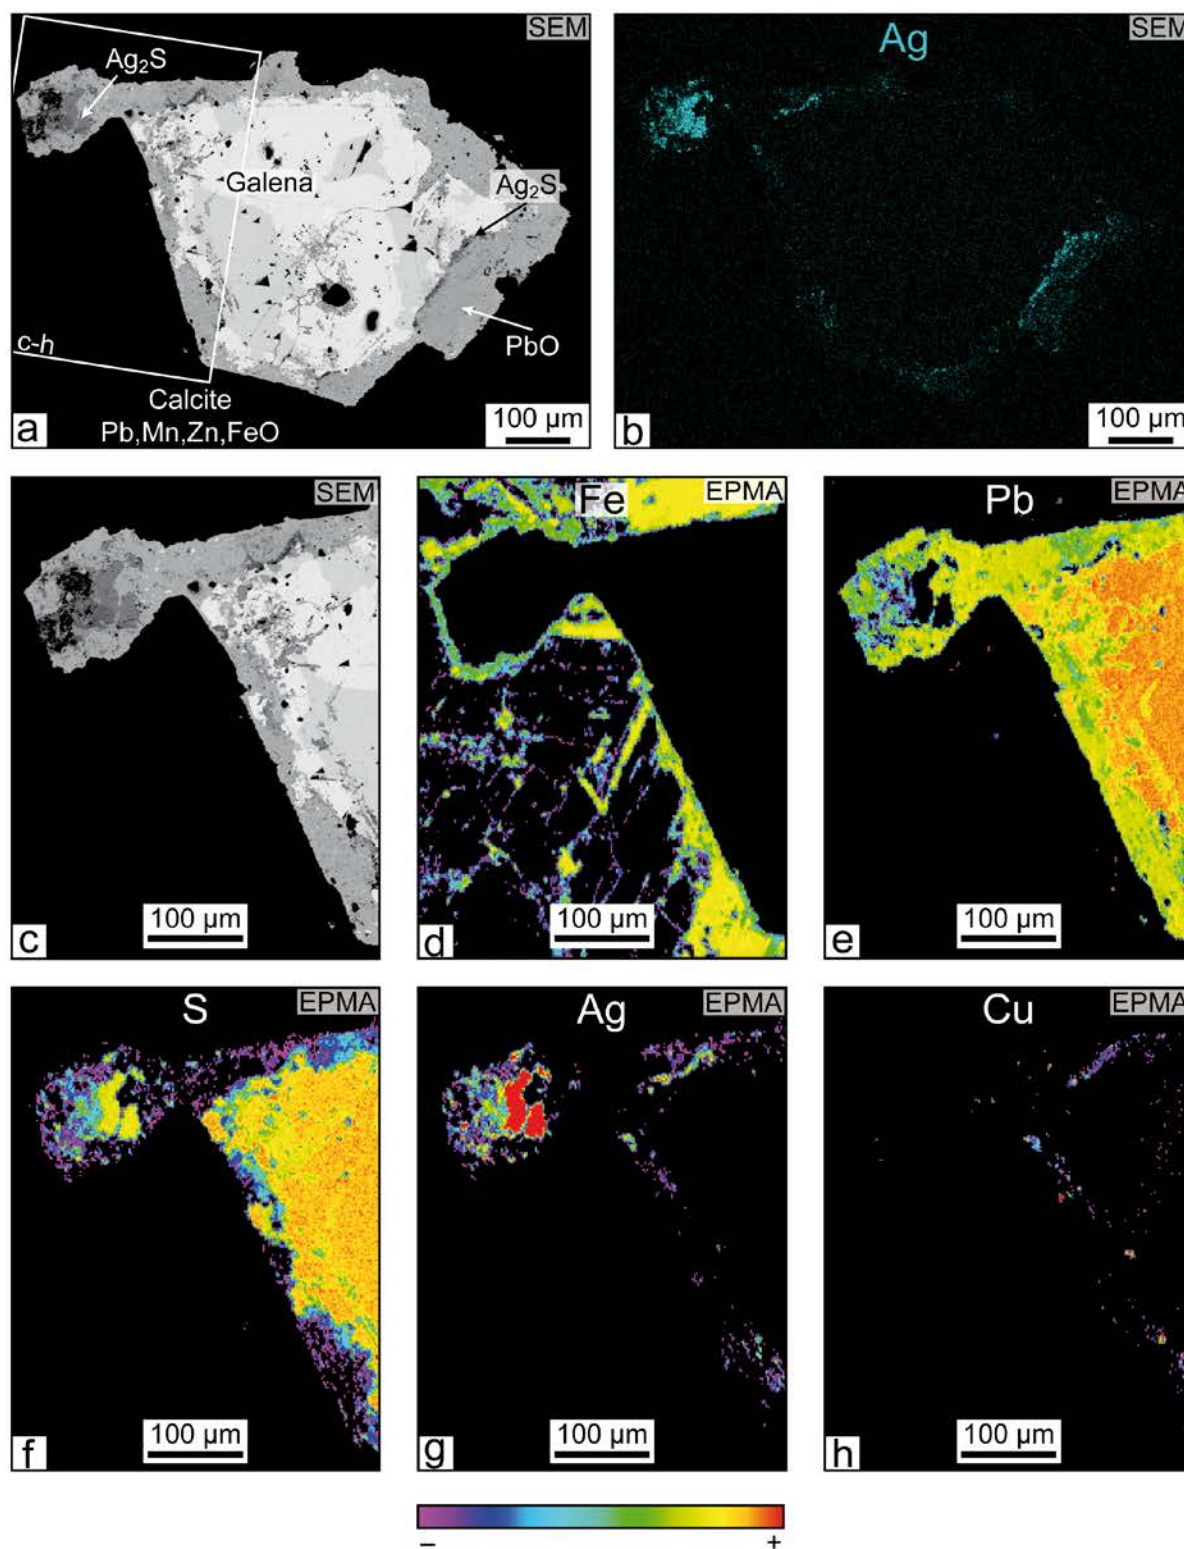 SEM
Ag₂S
Galena
Ag₂S
PbO
c-h
Calcite
Pb,Mn,Zn,FeO
a
100 µm
Ag
SEM
b
100 µm
SEM
c
100 µm
Fe
EPMA
d
100 µm
Pb
EPMA
e
100 µm
S
EPMA
f
100 µm
Ag
EPMA
g
100 µm
Cu
EPMA
h
100 µm
– +